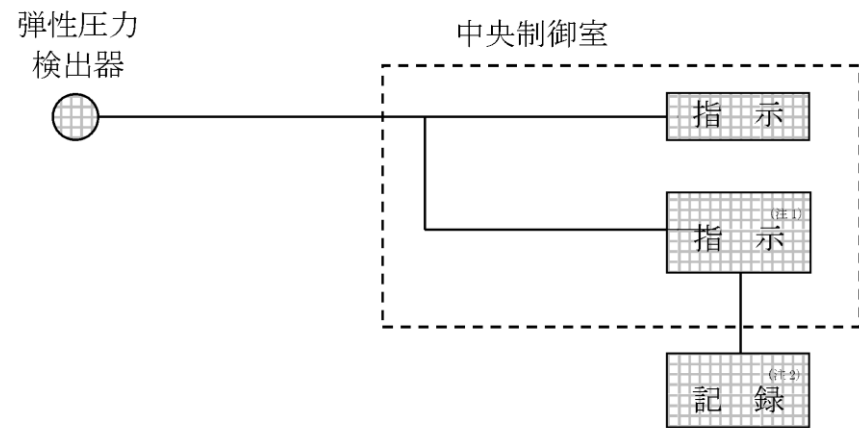 弾性圧力
検出器
中央制御室
指 示
(注1)
指 示
(注2)
記 録